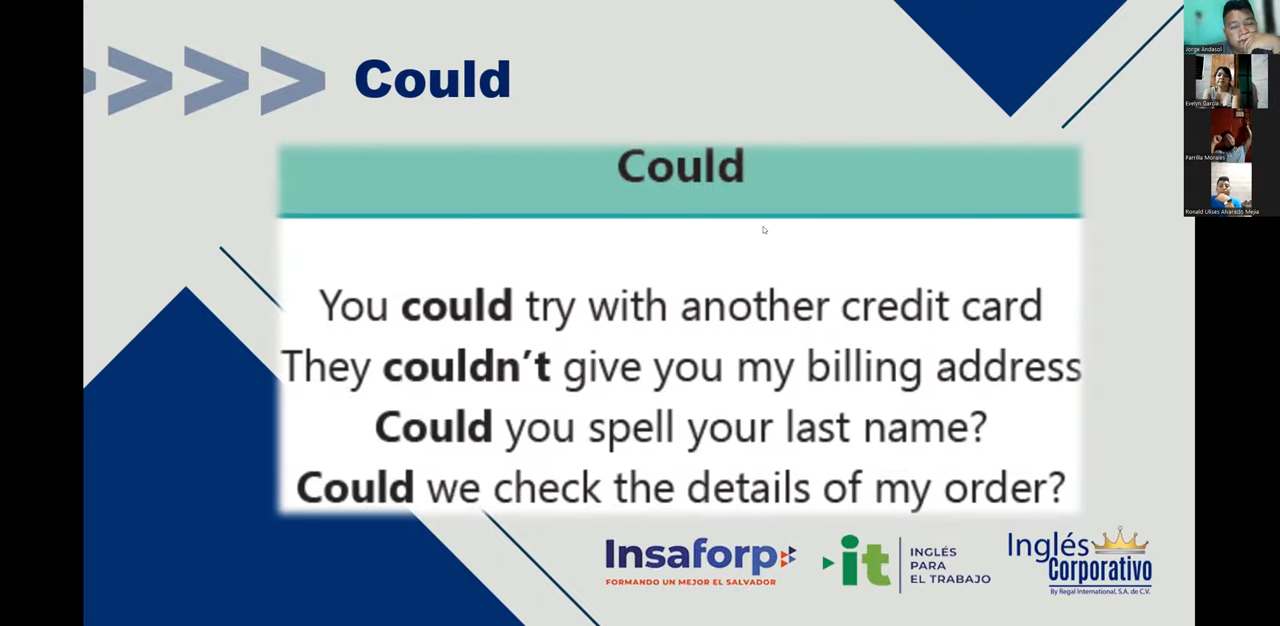 Could
Could
You could try with another credit card
They couldn't give you my billing address
Could you spell your last name?
Could we check the details of my order?
Insaforp
FORMANDO UN MEJOR EL SALVADOR
it
INGLÉS
PARA
EL TRABAJO
Inglés
Corporativo
By Regal International, S.A. de C.V.
Jorge Andasol
Evelyn Garcia
Parrilla Morales
Ronald Ulises Alvarado Mejia